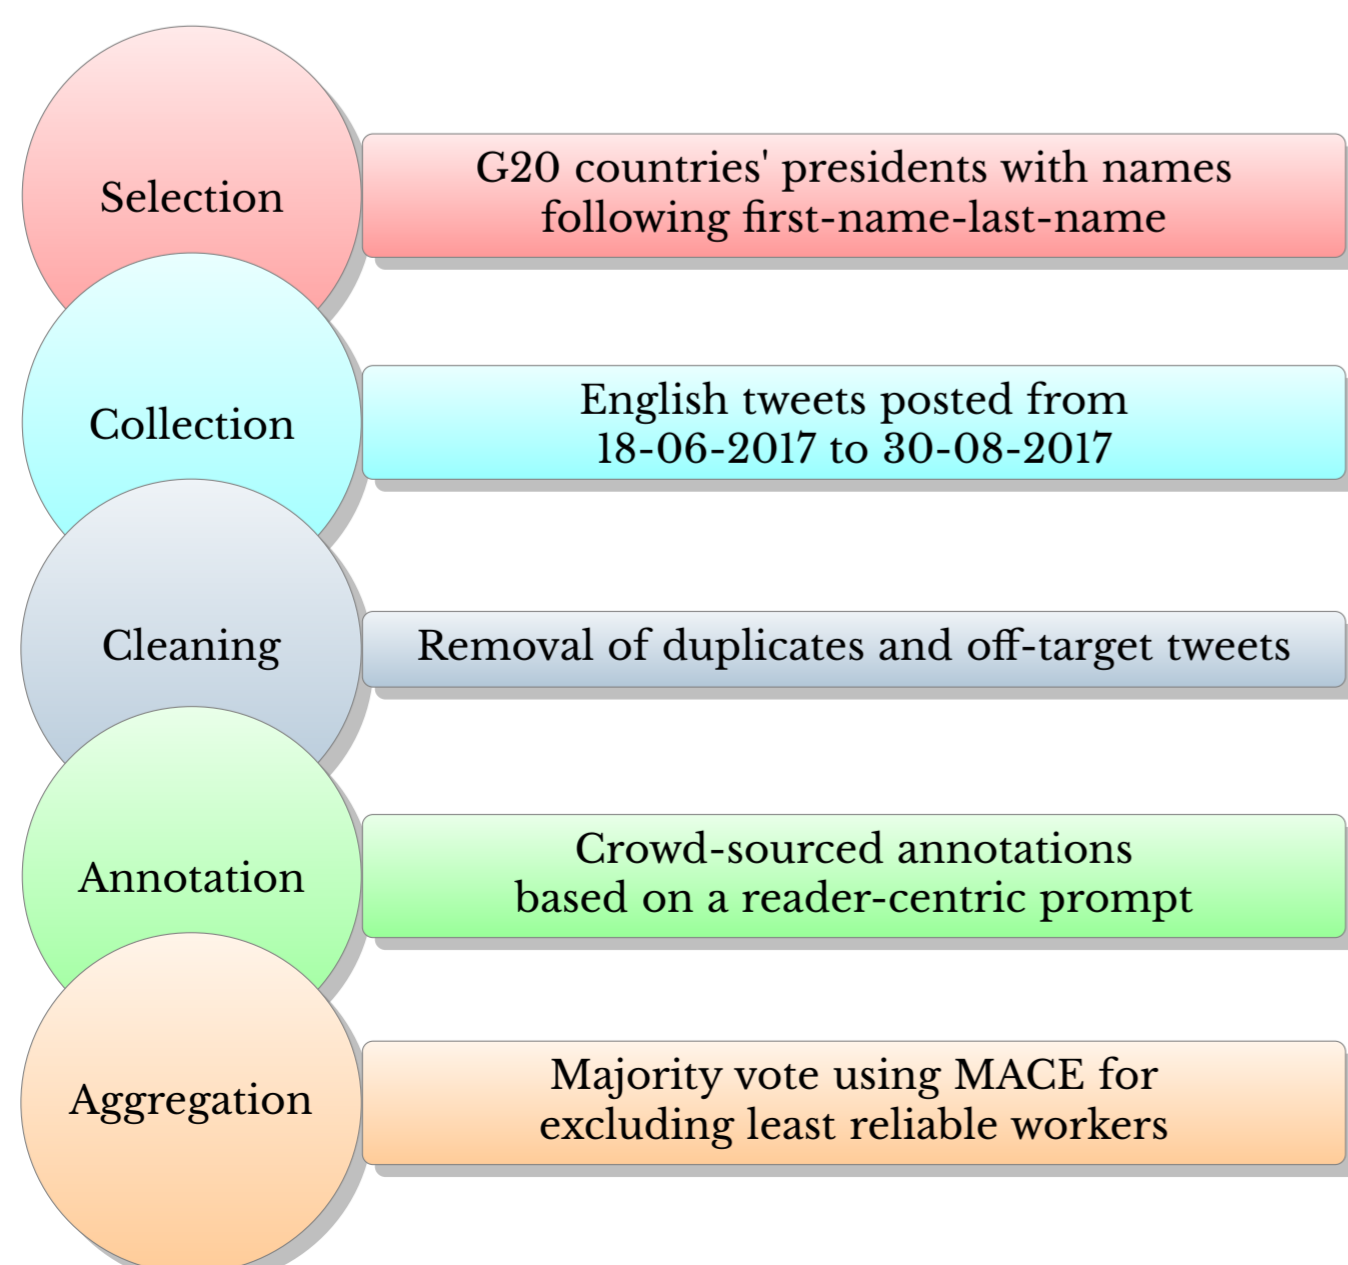 Selection
G20 countries' presidents with names
following first-name-last-name
Collection
English tweets posted from
18-06-2017 to 30-08-2017
Cleaning
Removal of duplicates and off-target tweets
Annotation
Crowd-sourced annotations
based on a reader-centric prompt
Aggregation
Majority vote using MACE for
excluding least reliable workers